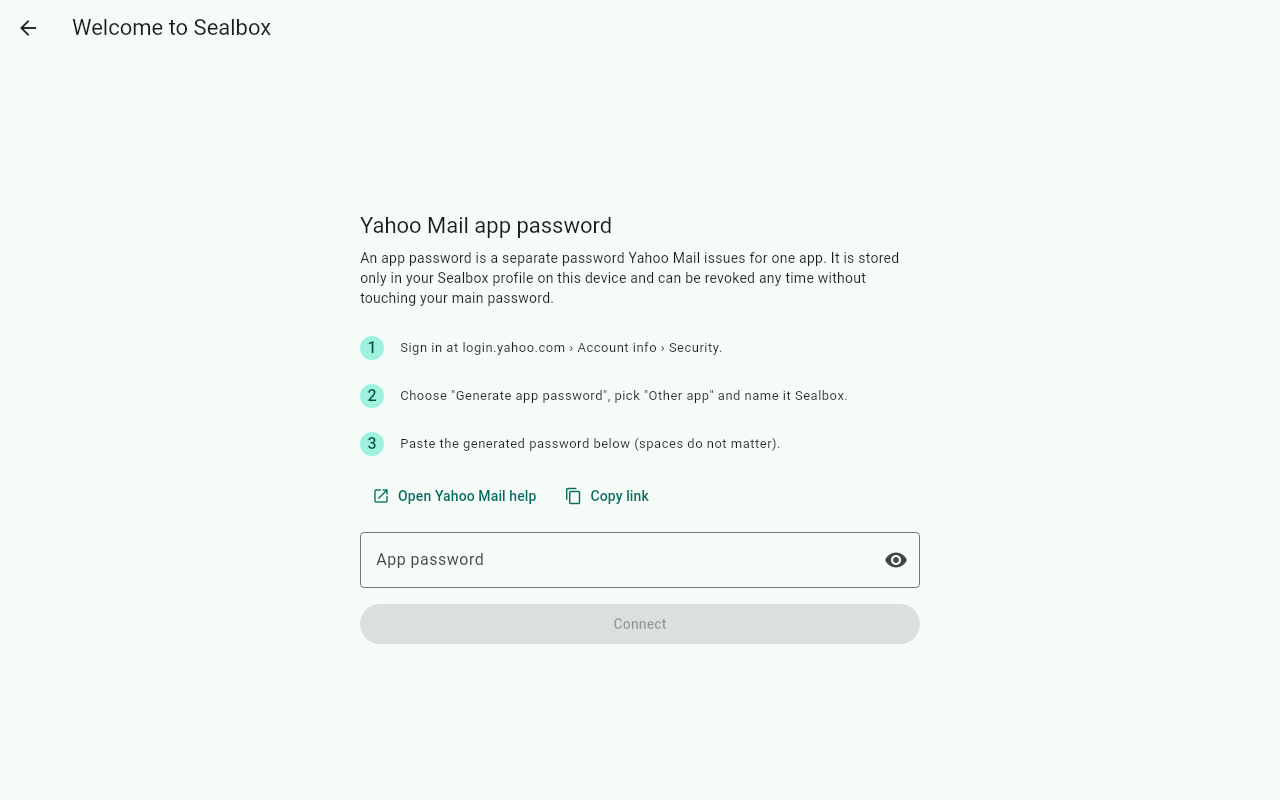 Welcome to Sealbox
Yahoo Mail app password
An app password is a separate password Yahoo Mail issues for one app. It is stored
only in your Sealbox profile on this device and can be revoked any time without
touching your main password.
1 Sign in at login.yahoo.com › Account info › Security.
2 Choose "Generate app password", pick "Other app" and name it Sealbox.
3 Paste the generated password below (spaces do not matter).
Open Yahoo Mail help Copy link
App password
Connect